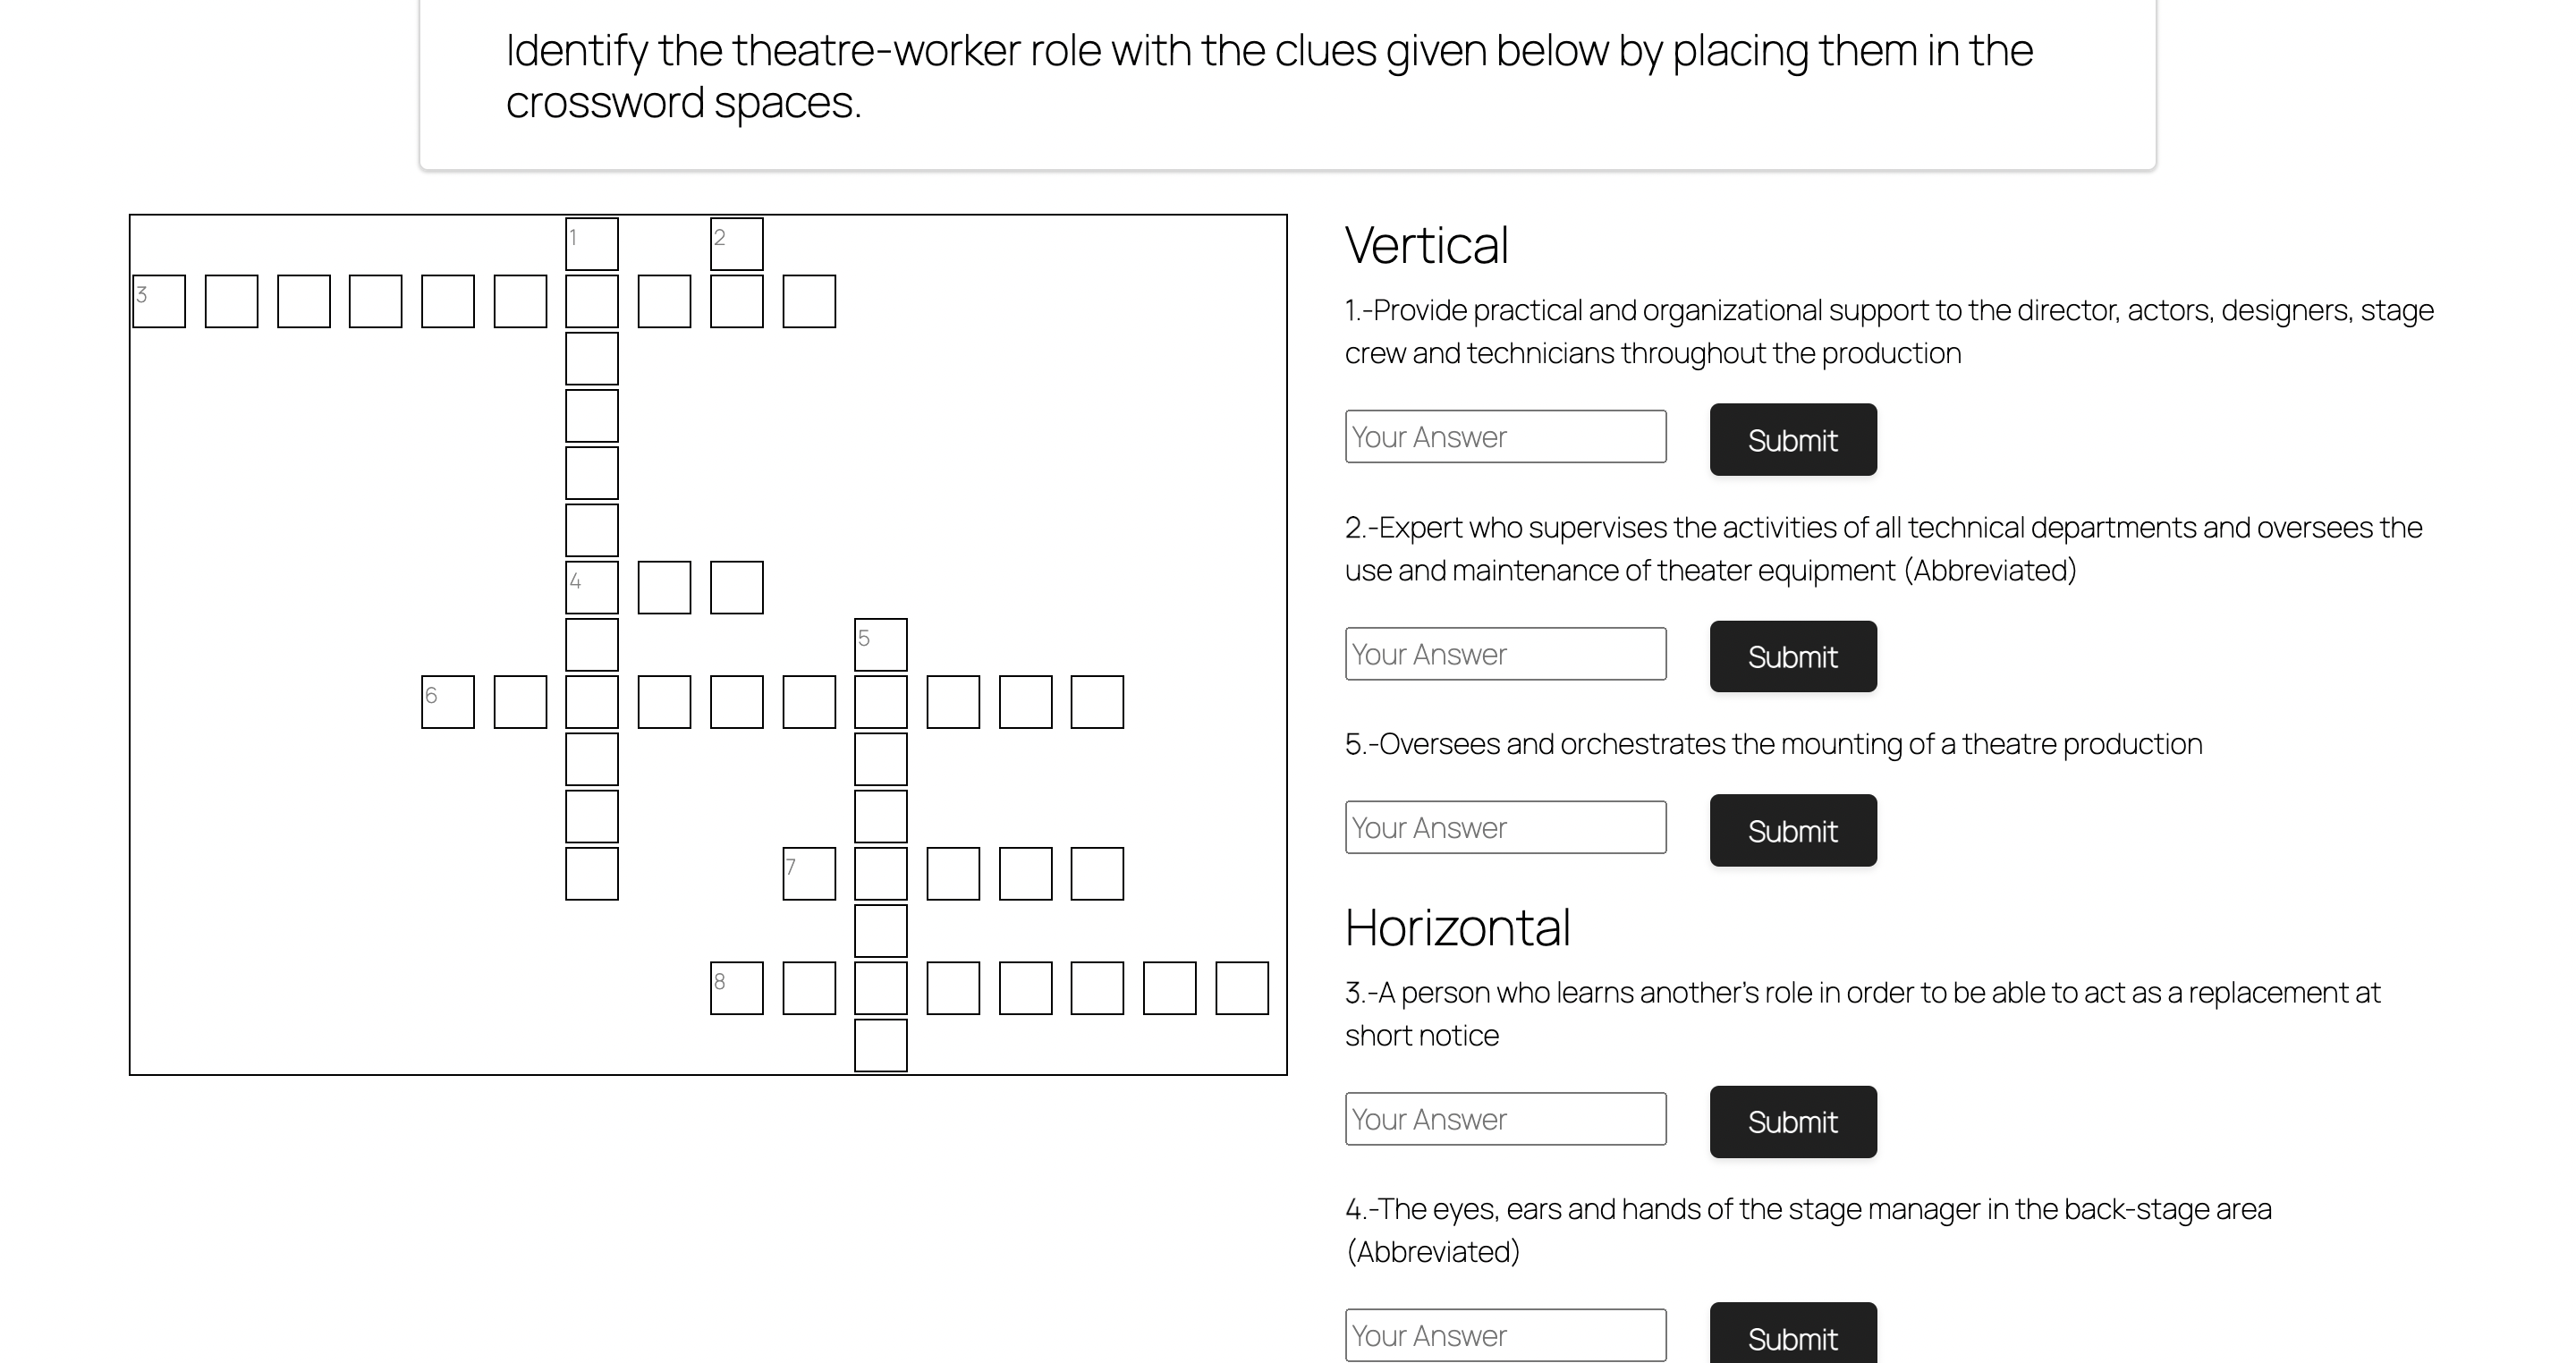 Identify the theatre-worker role with the clues given below by placing them in the
crossword spaces.
1
2
3
4
5
6
7
8
Vertical
1.-Provide practical and organizational support to the director, actors, designers, stage
crew and technicians throughout the production
Your Answer
Submit
2.-Expert who supervises the activities of all technical departments and oversees the
use and maintenance of theater equipment (Abbreviated)
Your Answer
Submit
5.-Oversees and orchestrates the mounting of a theatre production
Your Answer
Submit
Horizontal
3.-A person who learns another's role in order to be able to act as a replacement at
short notice
Your Answer
Submit
4.-The eyes, ears and hands of the stage manager in the back-stage area
(Abbreviated)
Your Answer
Submit